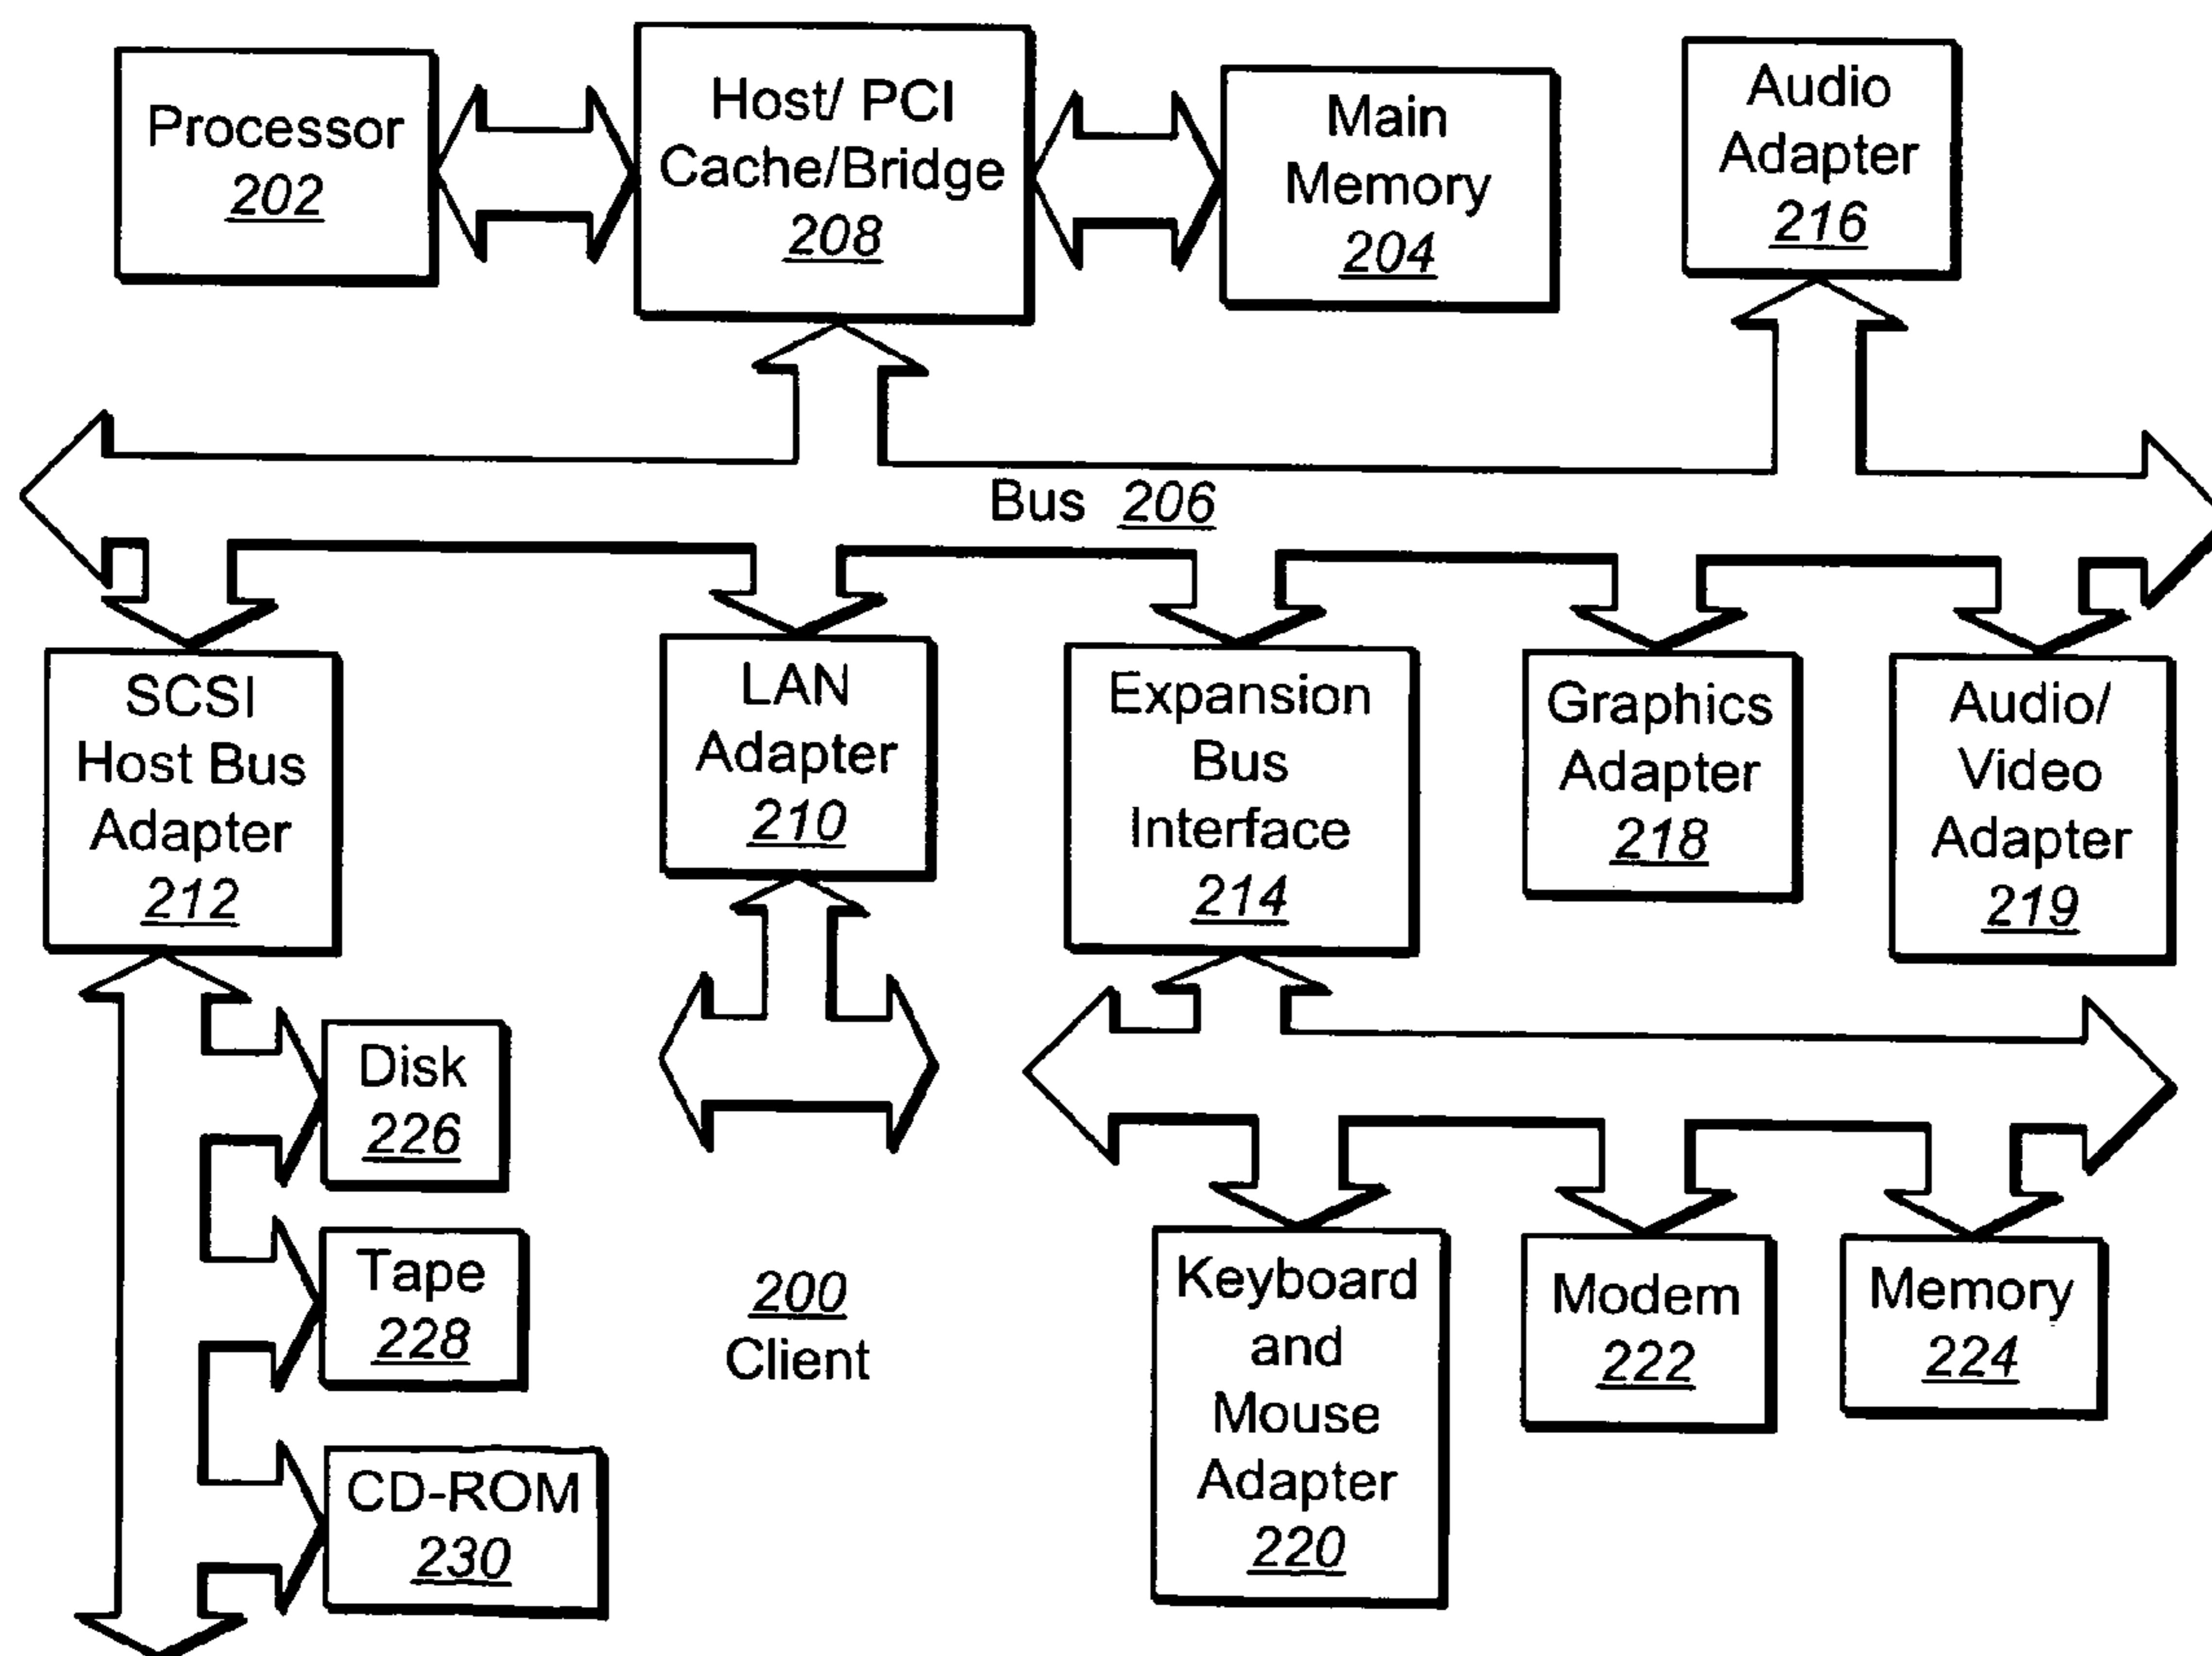 Processor
202
Host/ PCI
Cache/Bridge
208
Main
Memory
204
Audio
Adapter
216
Bus 206
SCSI
Host Bus
Adapter
212
LAN
Adapter
210
Expansion
Bus
Interface
214
Graphics
Adapter
218
Audio/
Video
Adapter
219
Disk
226
Tape
228
CD-ROM
230
200
Client
Keyboard
and
Mouse
Adapter
220
Modem
222
Memory
224